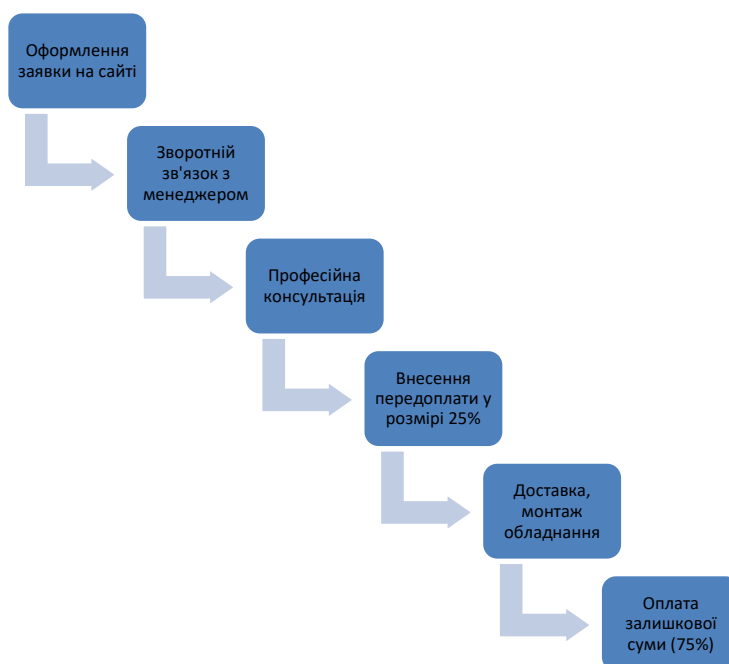 Оформлення
заявки на сайті
Зворотній
зв'язок з
менеджером
Професійна
консультація
Внесення
передоплати у
розмірі 25%
Доставка,
монтаж
обладнання
Оплата
залишкової
суми (75%)